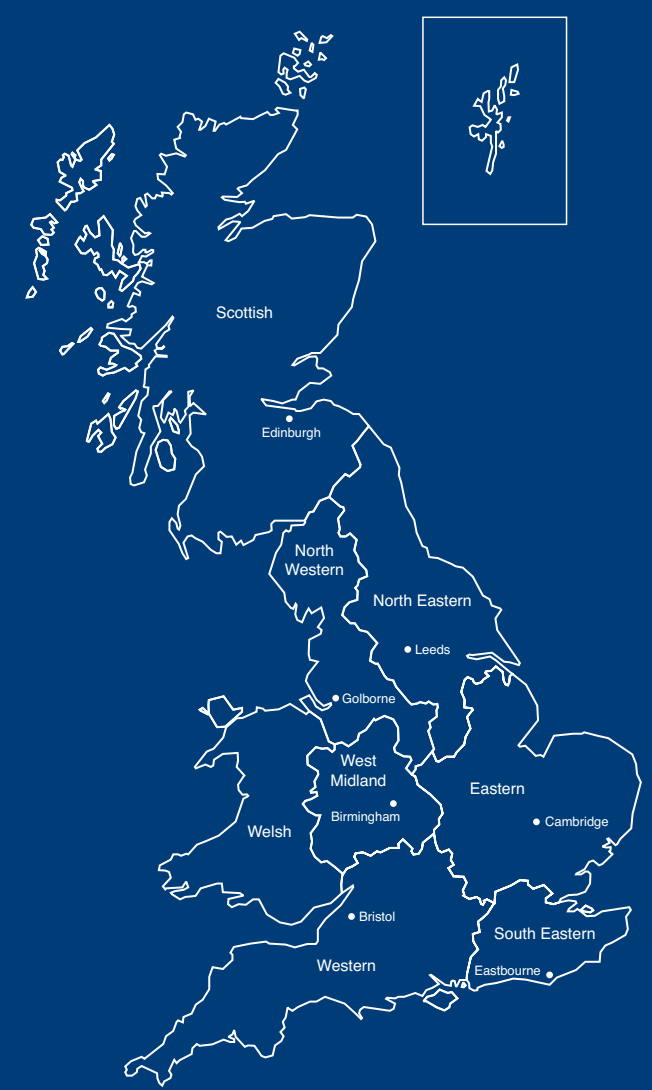 Scottish
Edinburgh
North
Western
North Eastern
Leeds
Golborne
West
Midland
Eastern
Birmingham
Cambridge
Welsh
Bristol
South Eastern
Western
Eastbourne